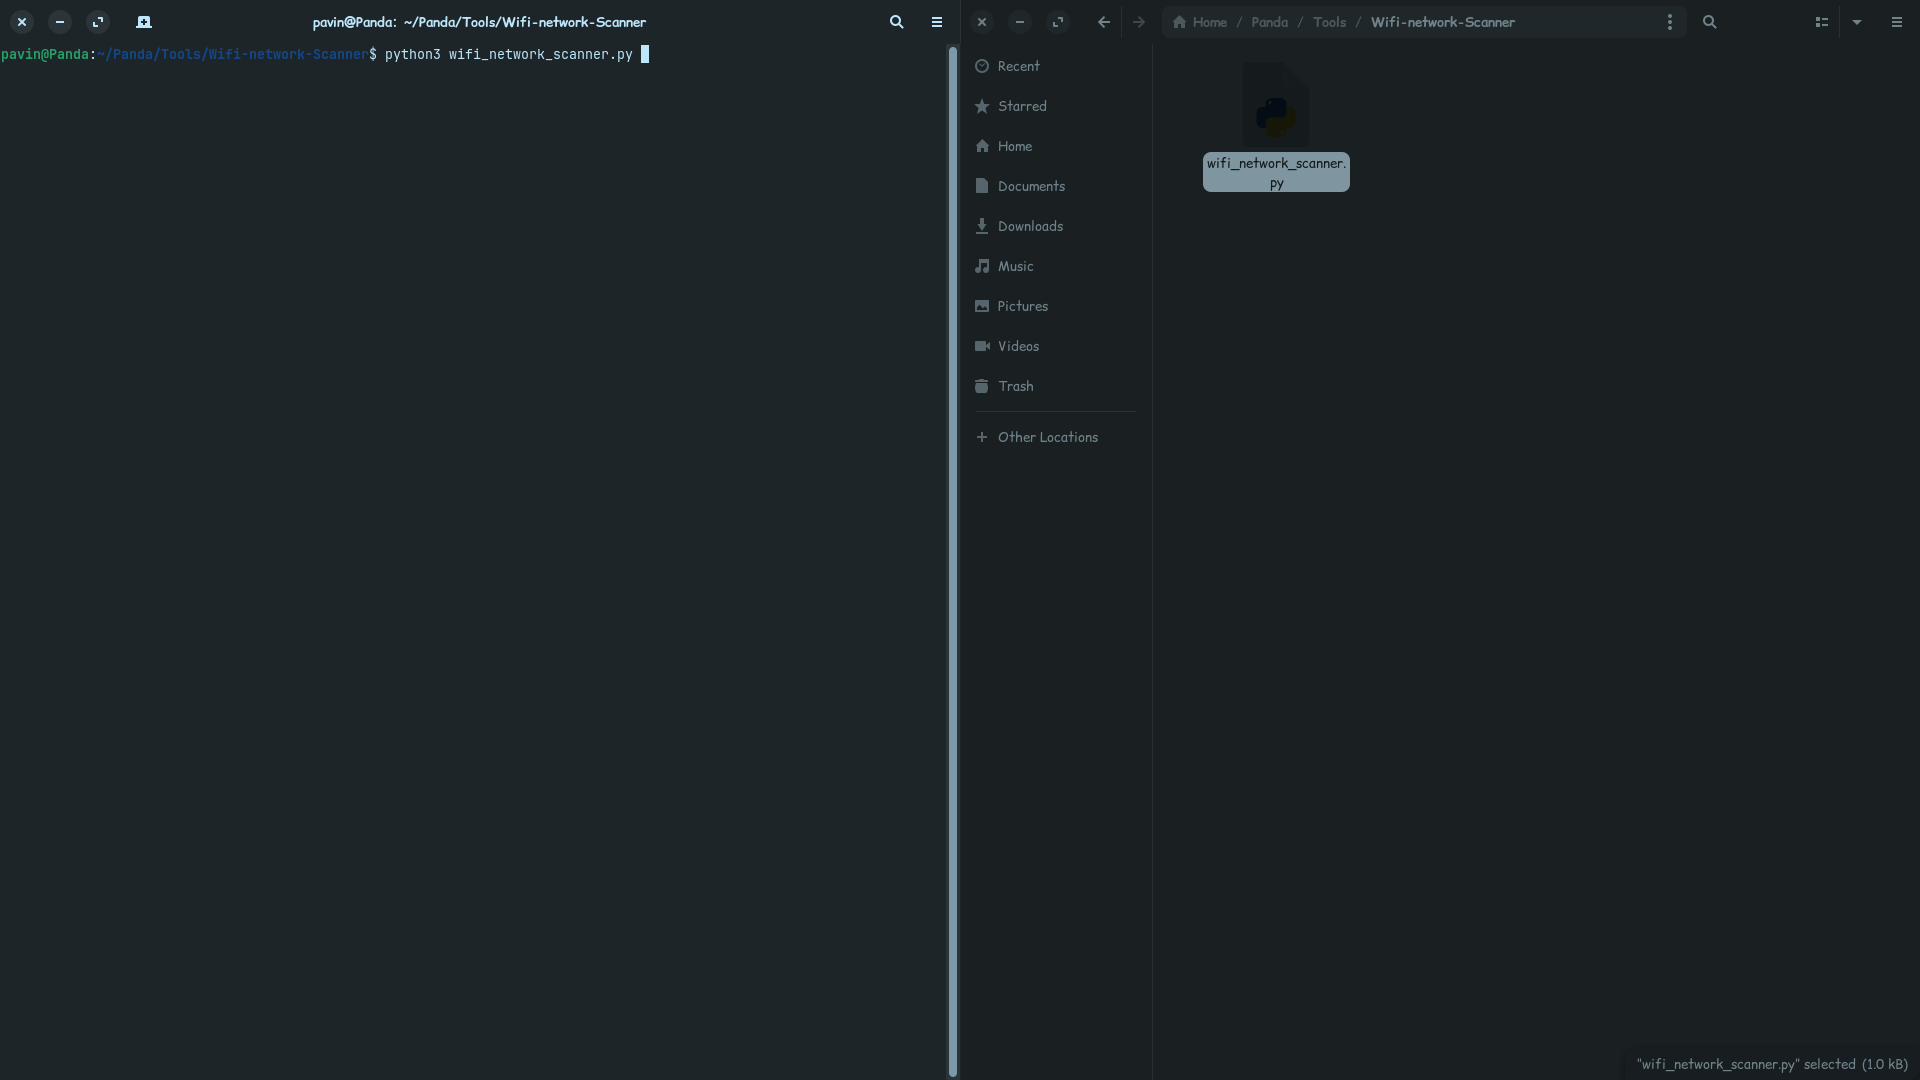 pavin@Panda: ~/Panda/Tools/Wifi-network-Scanner
pavin@Panda:~/Panda/Tools/Wifi-network-Scanner$ python3 wifi_network_scanner.py
Home / Panda / Tools / Wifi-network-Scanner
Recent
Starred
Home
Documents
Downloads
Music
Pictures
Videos
Trash
Other Locations
wifi_network_scanner.
py
"wifi_network_scanner.py" selected (1.0 kB)